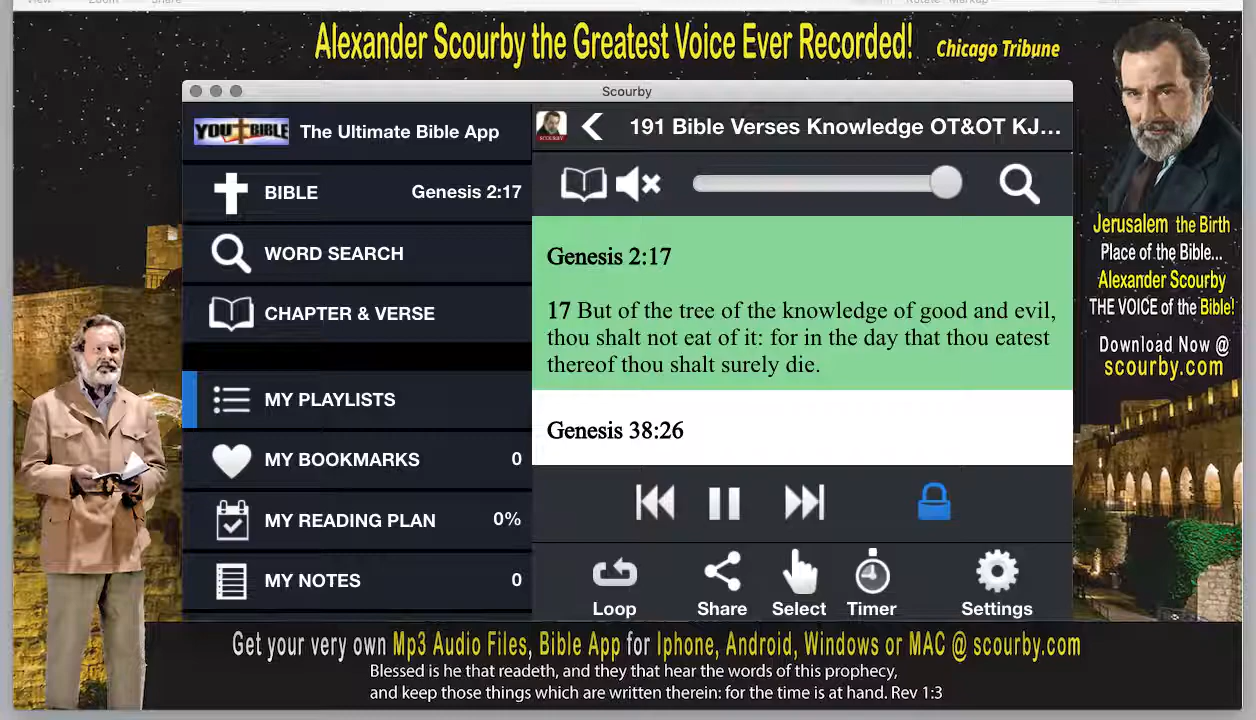 View Zoom Share Rotate Markup
Alexander Scourby the Greatest Voice Ever Recorded! Chicago Tribune
Scourby
YOUBIBLE The Ultimate Bible App
191 Bible Verses Knowledge OT&OT KJ...
BIBLE Genesis 2:17
WORD SEARCH
CHAPTER & VERSE
MY PLAYLISTS
MY BOOKMARKS 0
MY READING PLAN 0%
MY NOTES 0
Genesis 2:17
17 But of the tree of the knowledge of good and evil,
thou shalt not eat of it: for in the day that thou eatest
thereof thou shalt surely die.
Genesis 38:26
Loop Share Select Timer Settings
Jerusalem the Birth
Place of the Bible...
Alexander Scourby
THE VOICE of the Bible!
Download Now @
scourby.com
Get your very own Mp3 Audio Files, Bible App for Iphone, Android, Windows or MAC @ scourby.com
Blessed is he that readeth, and they that hear the words of this prophecy,
and keep those things which are written therein: for the time is at hand. Rev 1:3